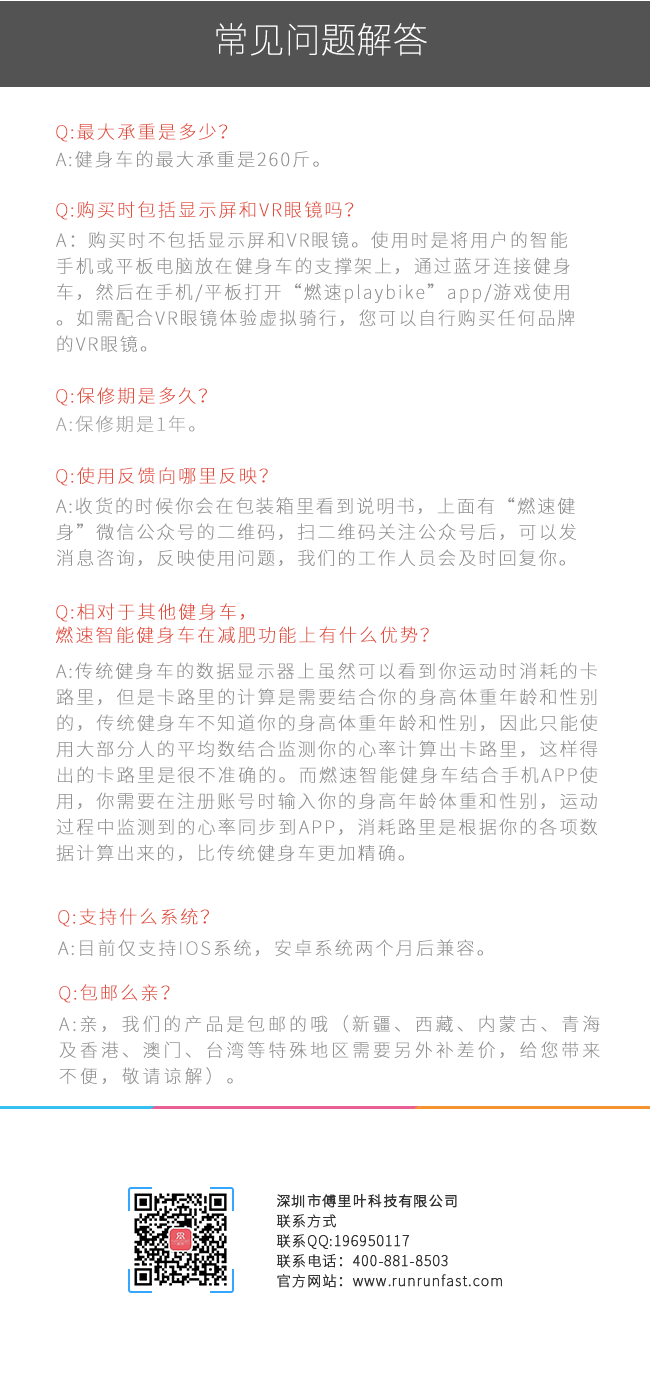 常见问题解答
Q:最大承重是多少?
A:健身车的最大承重是260斤。
Q:购买时包括显示屏和VR眼镜吗?
A：购买时不包括显示屏和VR眼镜。使用时是将用户的智能
手机或平板电脑放在健身车的支撑架上，通过蓝牙连接健身
车，然后在手机/平板打开“燃速playbike”app/游戏使用
。如需配合VR眼镜体验虚拟骑行，您可以自行购买任何品牌
的VR眼镜。
Q:保修期是多久?
A:保修期是1年。
Q:使用反馈向哪里反映?
A:收货的时候你会在包装箱里看到说明书，上面有“燃速健
身”微信公众号的二维码，扫二维码关注公众号后，可以发
消息咨询，反映使用问题，我们的工作人员会及时回复你。
Q:相对于其他健身车，
燃速智能健身车在减肥功能上有什么优势?
A:传统健身车的数据显示器上虽然可以看到你运动时消耗的卡
路里，但是卡路里的计算是需要结合你的身高体重年龄和性别
的，传统健身车不知道你的身高体重年龄和性别，因此只能使
用大部分人的平均数结合监测你的心率计算出卡路里，这样得
出的卡路里是很不准确的。而燃速智能健身车结合手机APP使
用，你需要在注册账号时输入你的身高年龄体重和性别，运动
过程中监测到的心率同步到APP，消耗路里是根据你的各项数
据计算出来的，比传统健身车更加精确。
Q:支持什么系统?
A:目前仅支持IOS系统，安卓系统两个月后兼容。
Q:包邮么亲?
A:亲，我们的产品是包邮的哦（新疆、西藏、内蒙古、青海
及香港、澳门、台湾等特殊地区需要另外补差价，给您带来
不便，敬请谅解）。
深圳市傅里叶科技有限公司
联系方式
联系QQ:196950117
联系电话：400-881-8503
官方网站：www.runrunfast.com